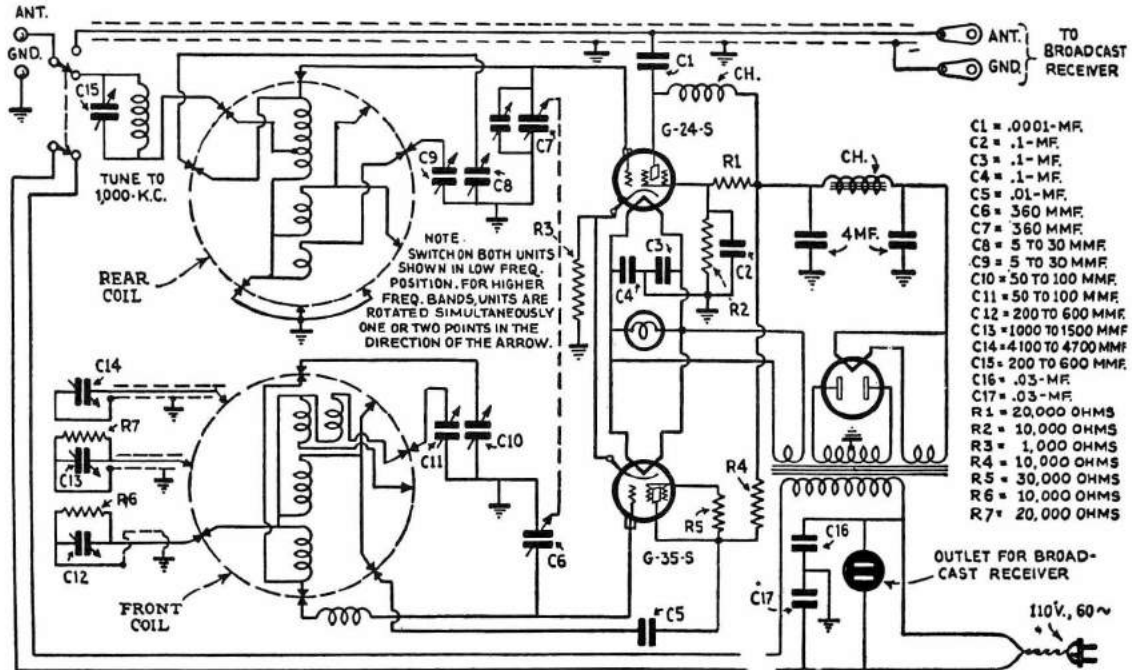 ANT.
GND.
C15
TUNE TO
1,000-K.C.
REAR
COIL
C9
C8
C7
C1
CH.
G-24-S
ANT.
GND.
TO
BROADCAST
RECEIVER
NOTE.
SWITCH ON BOTH UNITS
SHOWN IN LOW FREQ.
POSITION. FOR HIGHER
FREQ. BANDS, UNITS ARE
ROTATED SIMULTANEOUSLY
ONE OR TWO POINTS IN THE
DIRECTION OF THE ARROW.
R3
R1
C3
C4
C2
R2
CH.
4MF.
C14
R7
C13
R6
C12
FRONT
COIL
C11
C10
C6
C5
G-35-S
R5
R4
C16
C17
OUTLET FOR BROAD-
CAST RECEIVER
110V., 60~
C1 = .0001-MF.
C2 = .1-MF.
C3 = .1-MF.
C4 = .1-MF.
C5 = .01-MF.
C6 = 360 MMF.
C7 = 360 MMF.
C8 = 5 TO 30 MMF.
C9 = 5 TO 30 MMF.
C10 = 50 TO 100 MMF.
C11 = 50 TO 100 MMF.
C12 = 200 TO 600 MMF.
C13 = 1000 TO 1500 MMF
C14 = 4100 TO 4700 MMF
C15 = 200 TO 600 MMF.
C16 = .03-MF.
C17 = .03-MF.
R1 = 20,000 OHMS
R2 = 10,000 OHMS
R3 = 1,000 OHMS
R4 = 10,000 OHMS
R5 = 30,000 OHMS
R6 = 10,000 OHMS
R7 = 20,000 OHMS